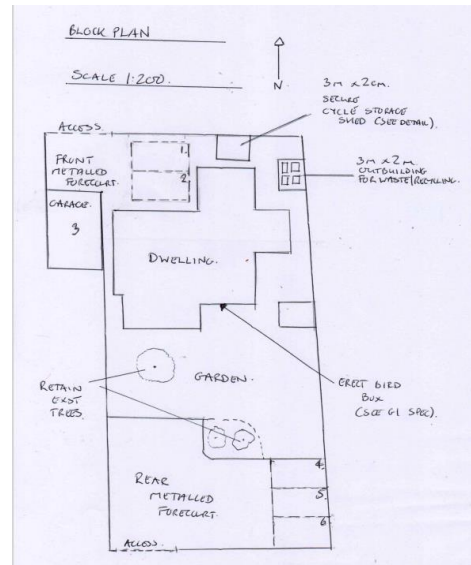 BLOCK PLAN
SCALE 1:200.
N
3m x 2cm.
SECURE
CYCLE STORAGE
SHED (SEE DETAIL).
ACCESS.
FRONT
METALLED
FORECOURT.
1.
2.
3m x 2m
OUTBUILDING
FOR WASTE/RECYCLING.
GARAGE.
3
DWELLING.
GARDEN.
RETAIN
EXST
TREES.
ERECT BIRD
BOX
(SEE G1 SPEC).
REAR
METALLED
FORECOURT.
4.
5.
6.
ACCESS.